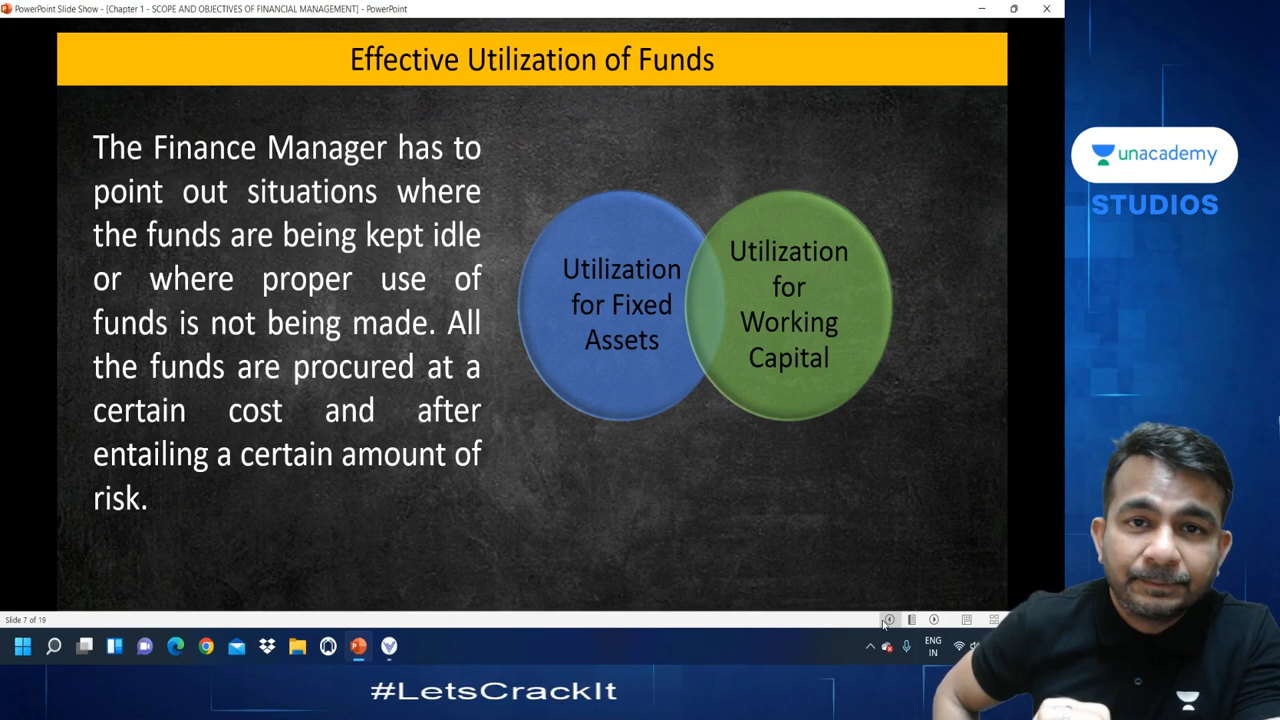 PowerPoint Slide Show - [Chapter 1 - SCOPE AND OBJECTIVES OF FINANCIAL MANAGEMENT] - PowerPoint
Effective Utilization of Funds
The Finance Manager has to
point out situations where
the funds are being kept idle
or where proper use of
funds is not being made. All
the funds are procured at a
certain cost and after
entailing a certain amount of
risk.
Utilization
for Fixed
Assets
Utilization
for
Working
Capital
unacademy
STUDIOS
Slide 7 of 19
ENG
IN
#LetsCrackIt